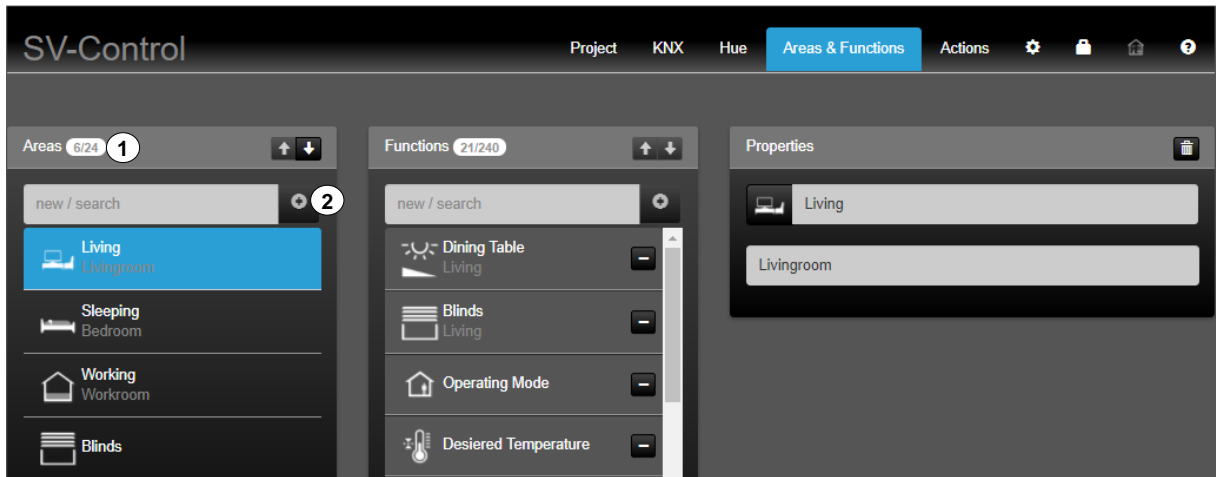 SV-Control
Project KNX Hue Areas & Functions Actions
Areas 6/24 1
new / search 2
Living
Livingroom
Sleeping
Bedroom
Working
Workroom
Blinds
Functions 21/240
new / search
Dining Table
Living
Blinds
Living
Operating Mode
Desiered Temperature
Properties
Living
Livingroom